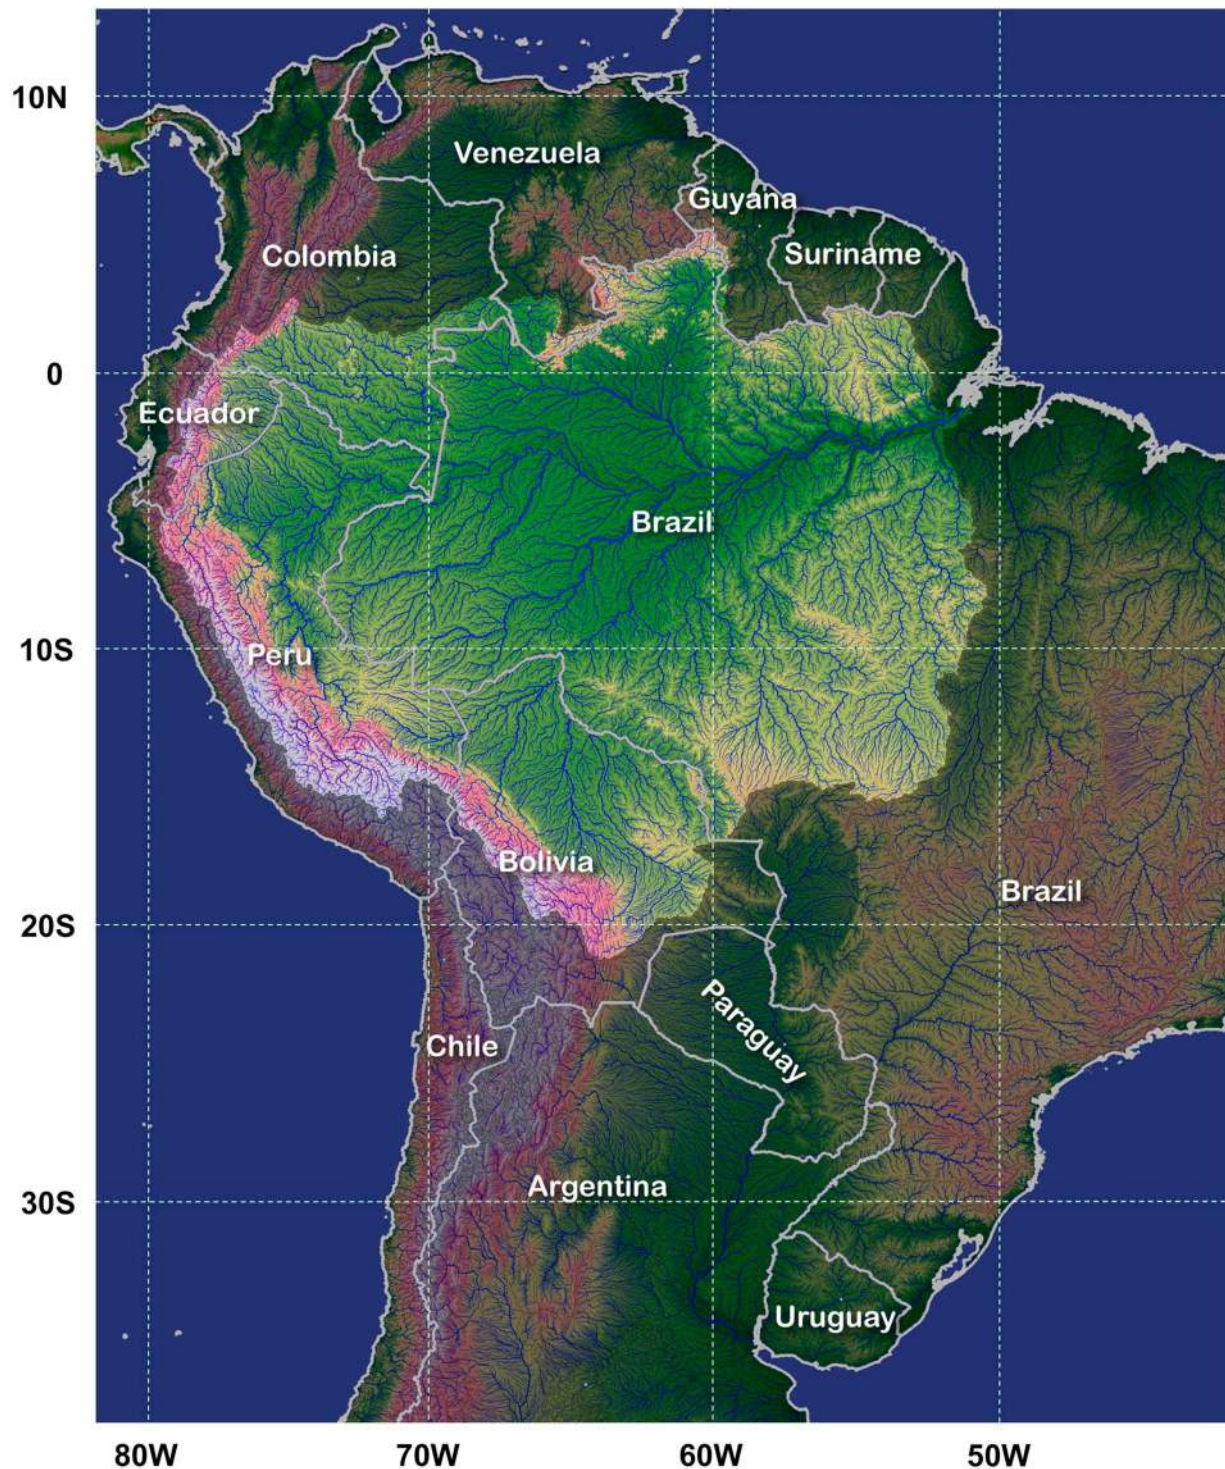 10N
Venezuela
Guyana
Colombia
Suriname
0
Ecuador
Brazil
10S
Peru
Bolivia
Brazil
20S
Paraguay
Chile
Argentina
30S
Uruguay
80W
70W
60W
50W